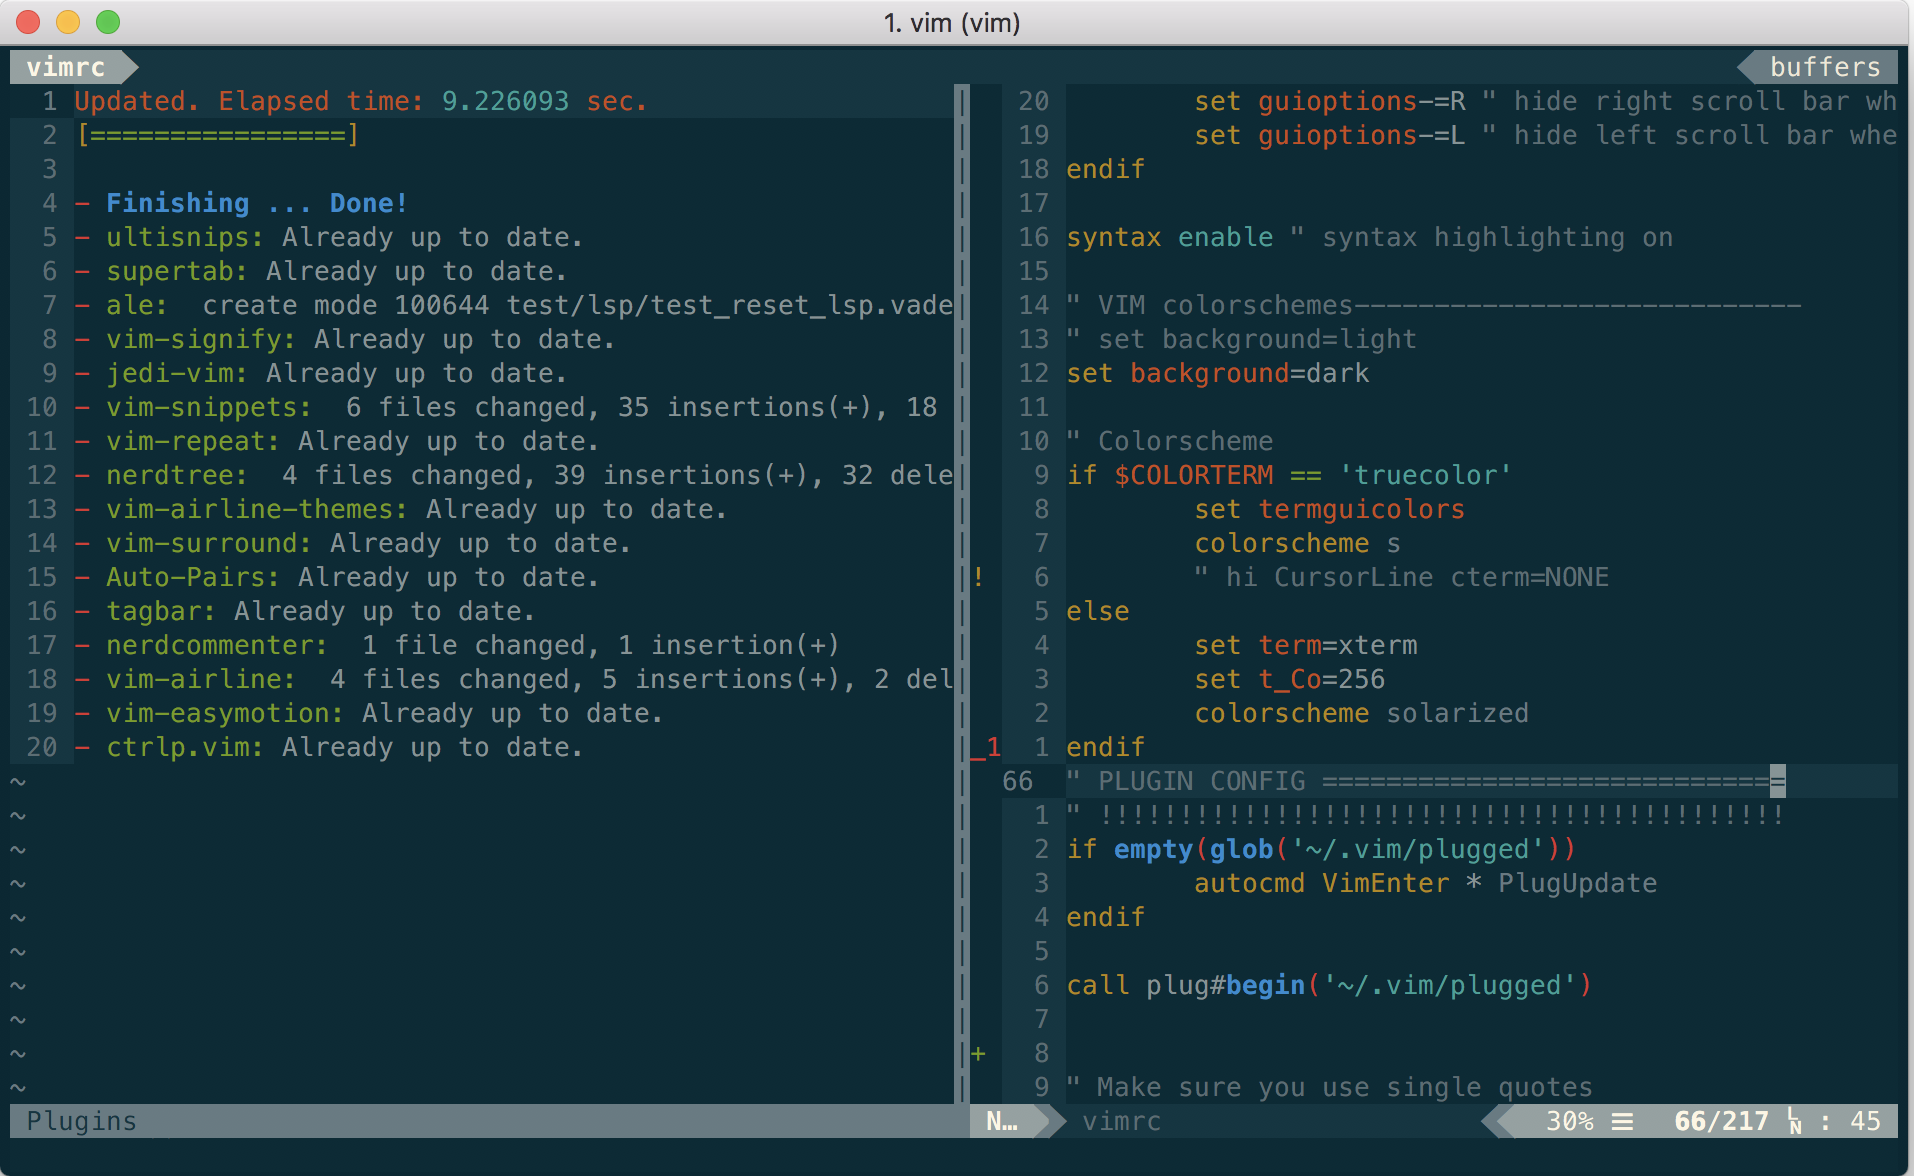 1. vim (vim)
vimrc
buffers
1 Updated. Elapsed time: 9.226093 sec.
2 [================]
3
4 - Finishing ... Done!
5 - ultisnips: Already up to date.
6 - supertab: Already up to date.
7 - ale:  create mode 100644 test/lsp/test_reset_lsp.vade
8 - vim-signify: Already up to date.
9 - jedi-vim: Already up to date.
10 - vim-snippets:  6 files changed, 35 insertions(+), 18
11 - vim-repeat: Already up to date.
12 - nerdtree:  4 files changed, 39 insertions(+), 32 dele
13 - vim-airline-themes: Already up to date.
14 - vim-surround: Already up to date.
15 - Auto-Pairs: Already up to date.
16 - tagbar: Already up to date.
17 - nerdcommenter:  1 file changed, 1 insertion(+)
18 - vim-airline:  4 files changed, 5 insertions(+), 2 del
19 - vim-easymotion: Already up to date.
20 - ctrlp.vim: Already up to date.
~
~
~
~
~
~
~
~
~
~
Plugins
20         set guioptions-=R " hide right scroll bar wh
19         set guioptions-=L " hide left scroll bar whe
18 endif
17
16 syntax enable " syntax highlighting on
15
14 " VIM colorschemes----------------------------
13 " set background=light
12 set background=dark
11
10 " Colorscheme
9 if $COLORTERM == 'truecolor'
8         set termguicolors
7         colorscheme s
! 6         " hi CursorLine cterm=NONE
5 else
4         set term=xterm
3         set t_Co=256
2         colorscheme solarized
_1 1 endif
66 " PLUGIN CONFIG =============================
1 " !!!!!!!!!!!!!!!!!!!!!!!!!!!!!!!!!!!!!!!!!!!
2 if empty(glob('~/.vim/plugged'))
3         autocmd VimEnter * PlugUpdate
4 endif
5
6 call plug#begin('~/.vim/plugged')
7
+ 8
9 " Make sure you use single quotes
N… vimrc 30% ☰ 66/217 LN : 45